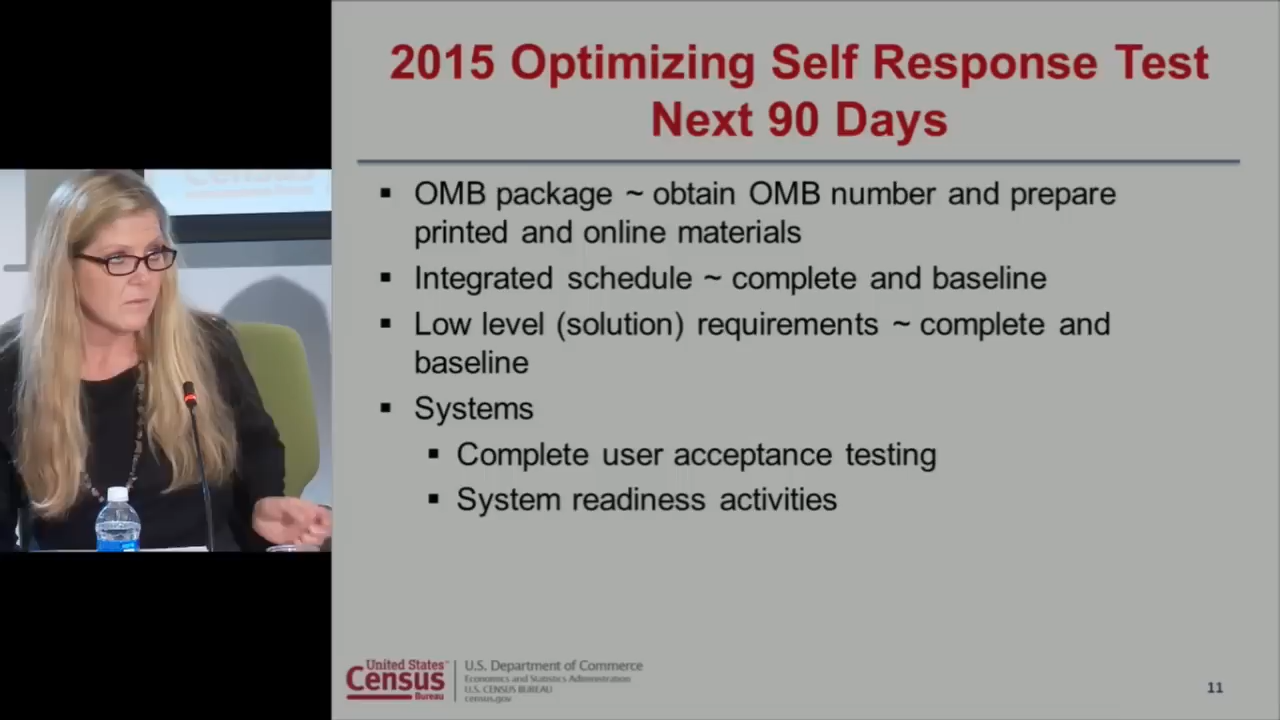 2015 Optimizing Self Response Test
Next 90 Days
▪ OMB package ~ obtain OMB number and prepare
printed and online materials
▪ Integrated schedule ~ complete and baseline
▪ Low level (solution) requirements ~ complete and
baseline
▪ Systems
▪ Complete user acceptance testing
▪ System readiness activities
United States
Census
Bureau
U.S. Department of Commerce
Economics and Statistics Administration
U.S. CENSUS BUREAU
census.gov
11